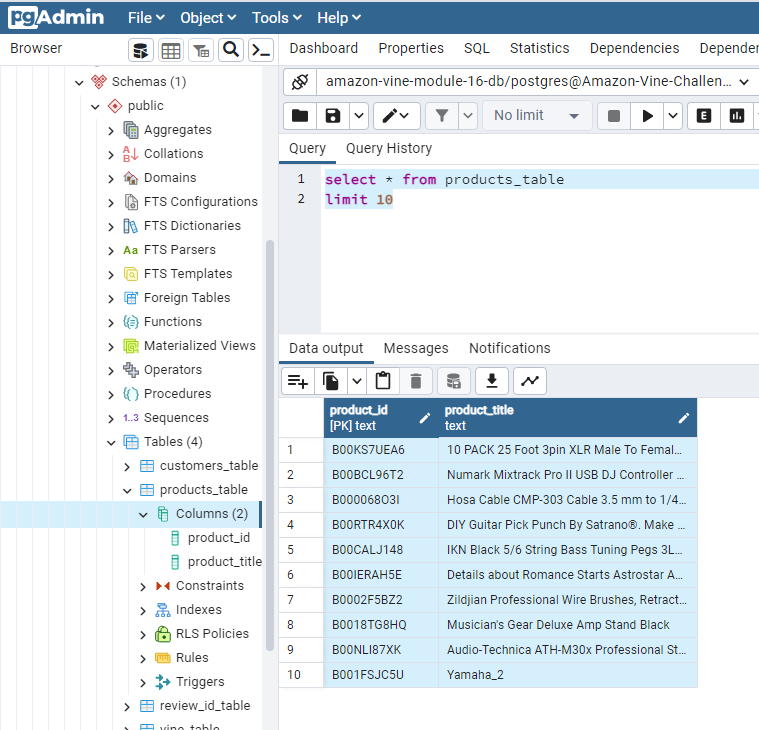 pgAdmin File Object Tools Help
Browser
Dashboard Properties SQL Statistics Dependencies Dependen
Schemas (1)
public
Aggregates
Collations
Domains
FTS Configurations
FTS Dictionaries
FTS Parsers
FTS Templates
Foreign Tables
Functions
Materialized Views
Operators
Procedures
1..3 Sequences
Tables (4)
customers_table
products_table
Columns (2)
product_id
product_title
Constraints
Indexes
RLS Policies
Rules
Triggers
review_id_table
vine_table
amazon-vine-module-16-db/postgres@Amazon-Vine-Challen...
No limit
E
Query Query History
1 select * from products_table
2 limit 10
Data output Messages Notifications
product_id product_title
[PK] text text
1 B00KS7UEA6 10 PACK 25 Foot 3pin XLR Male To Femal...
2 B00BCL96T2 Numark Mixtrack Pro II USB DJ Controller ...
3 B000068O3I Hosa Cable CMP-303 Cable 3.5 mm to 1/4...
4 B00RTR4X0K DIY Guitar Pick Punch By Satrano®. Make ...
5 B00CALJ148 IKN Black 5/6 String Bass Tuning Pegs 3L...
6 B00IERAH5E Details about Romance Starts Astrostar A...
7 B0002F5BZ2 Zildjian Professional Wire Brushes, Retract...
8 B0018TG8HQ Musician's Gear Deluxe Amp Stand Black
9 B00NLI87XK Audio-Technica ATH-M30x Professional St...
10 B001FSJC5U Yamaha_2